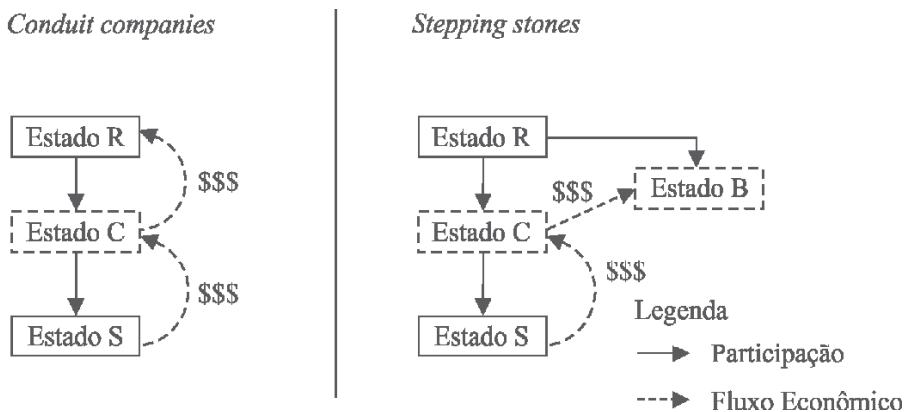 Conduit companies
Estado R
$$$
Estado C
$$$
Estado S
Stepping stones
Estado R
$$$
Estado B
Estado C
$$$
Estado S
Legenda
Participação
Fluxo Econômico